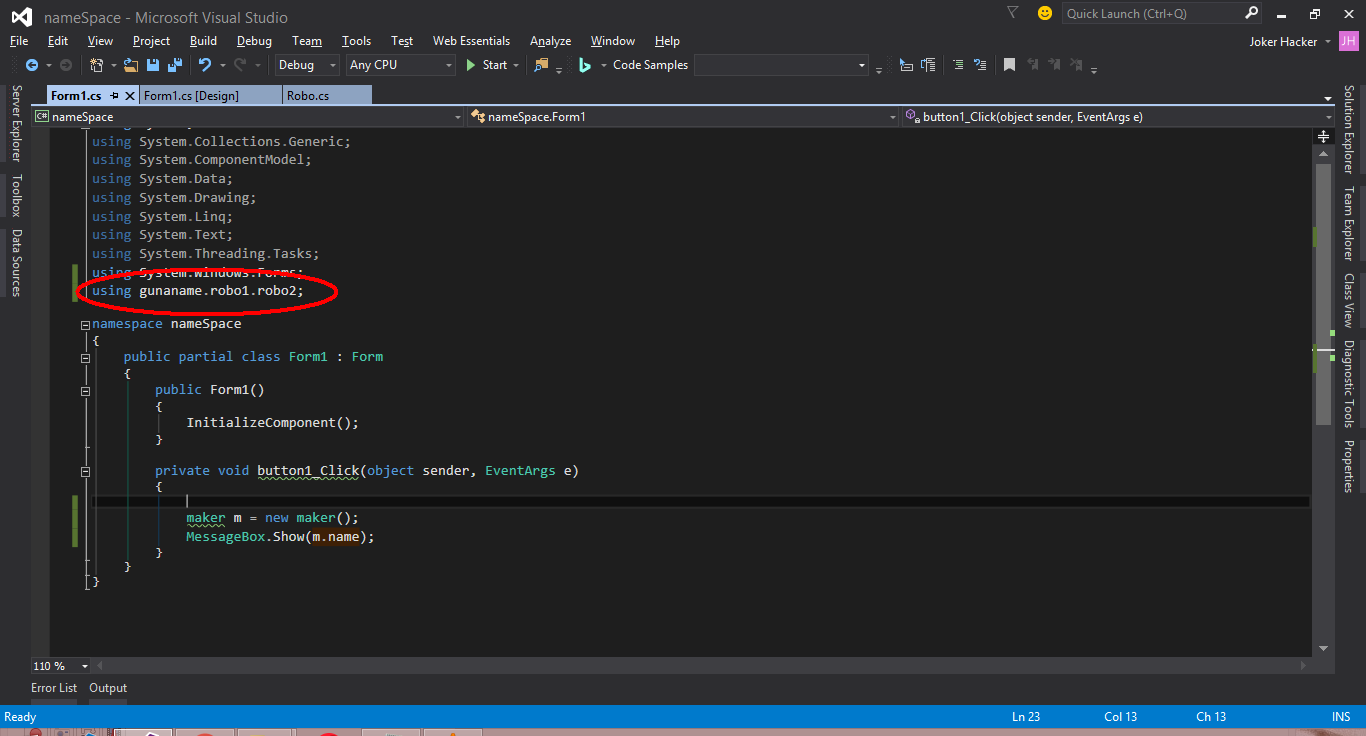 nameSpace - Microsoft Visual Studio
Quick Launch (Ctrl+Q)
File Edit View Project Build Debug Team Tools Test Web Essentials Analyze Window Help
Joker Hacker JH
Debug Any CPU Start Code Samples
Form1.cs Form1.cs [Design] Robo.cs
C# nameSpace nameSpace.Form1 button1_Click(object sender, EventArgs e)
using System.Collections.Generic;
using System.ComponentModel;
using System.Data;
using System.Drawing;
using System.Linq;
using System.Text;
using System.Threading.Tasks;
using System.Windows.Forms;
using gunaname.robo1.robo2;
namespace nameSpace
{
public partial class Form1 : Form
{
public Form1()
{
InitializeComponent();
}
private void button1_Click(object sender, EventArgs e)
{
maker m = new maker();
MessageBox.Show(m.name);
}
}
}
Server Explorer
Toolbox
Data Sources
Solution Explorer
Team Explorer
Class View
Diagnostic Tools
Properties
110 %
Error List Output
Ready Ln 23 Col 13 Ch 13 INS